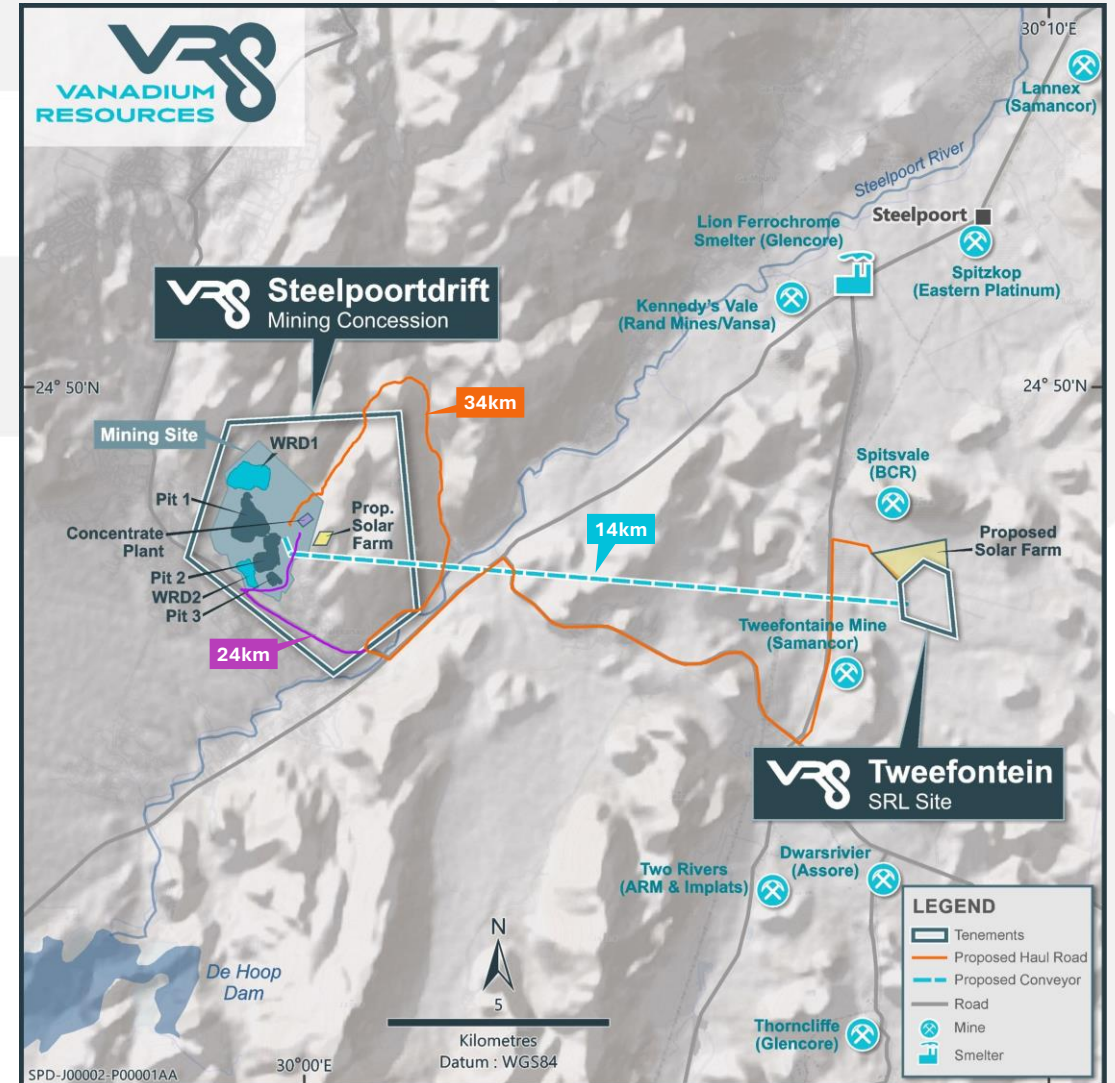 VR8
VANADIUM
RESOURCES
30°10'E
Lannex
(Samancor)
Steelpoort River
Steelpoort
Lion Ferrochrome
Smelter (Glencore)
Spitzkop
(Eastern Platinum)
Kennedy's Vale
(Rand Mines/Vansa)
VR8 Steelpoortdrift
Mining Concession
24° 50'N
24° 50'N
34km
Mining Site
WRD1
Pit 1
Prop.
Solar
Farm
Concentrate
Plant
Pit 2
WRD2
Pit 3
24km
14km
Spitsvale
(BCR)
Proposed
Solar Farm
Tweefontaine Mine
(Samancor)
VR8 Tweefontein
SRL Site
Two Rivers
(ARM & Implats)
Dwarsrivier
(Assore)
De Hoop
Dam
N
5
Kilometres
Datum : WGS84
Thorncliffe
(Glencore)
LEGEND
Tenements
Proposed Haul Road
Proposed Conveyor
Road
Mine
Smelter
SPD-J00002-P00001AA
30°00'E